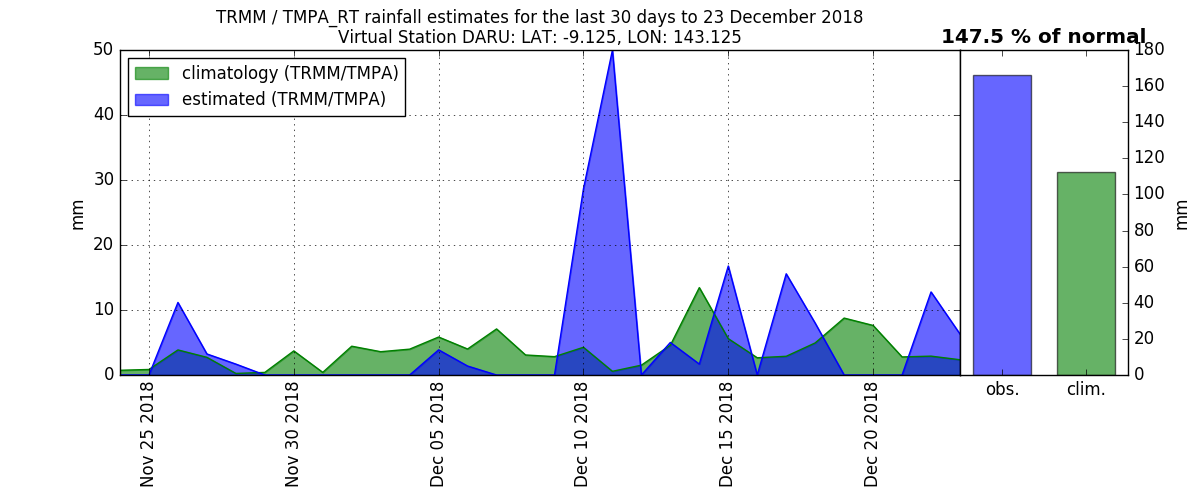 TRMM / TMPA_RT rainfall estimates for the last 30 days to 23 December 2018
Virtual Station DARU: LAT: -9.125, LON: 143.125
147.5 % of normal
climatology (TRMM/TMPA)
estimated (TRMM/TMPA)
mm
50
40
30
20
10
0
Nov 25 2018
Nov 30 2018
Dec 05 2018
Dec 10 2018
Dec 15 2018
Dec 20 2018
obs.
clim.
180
160
140
120
100
80
60
40
20
0
mm